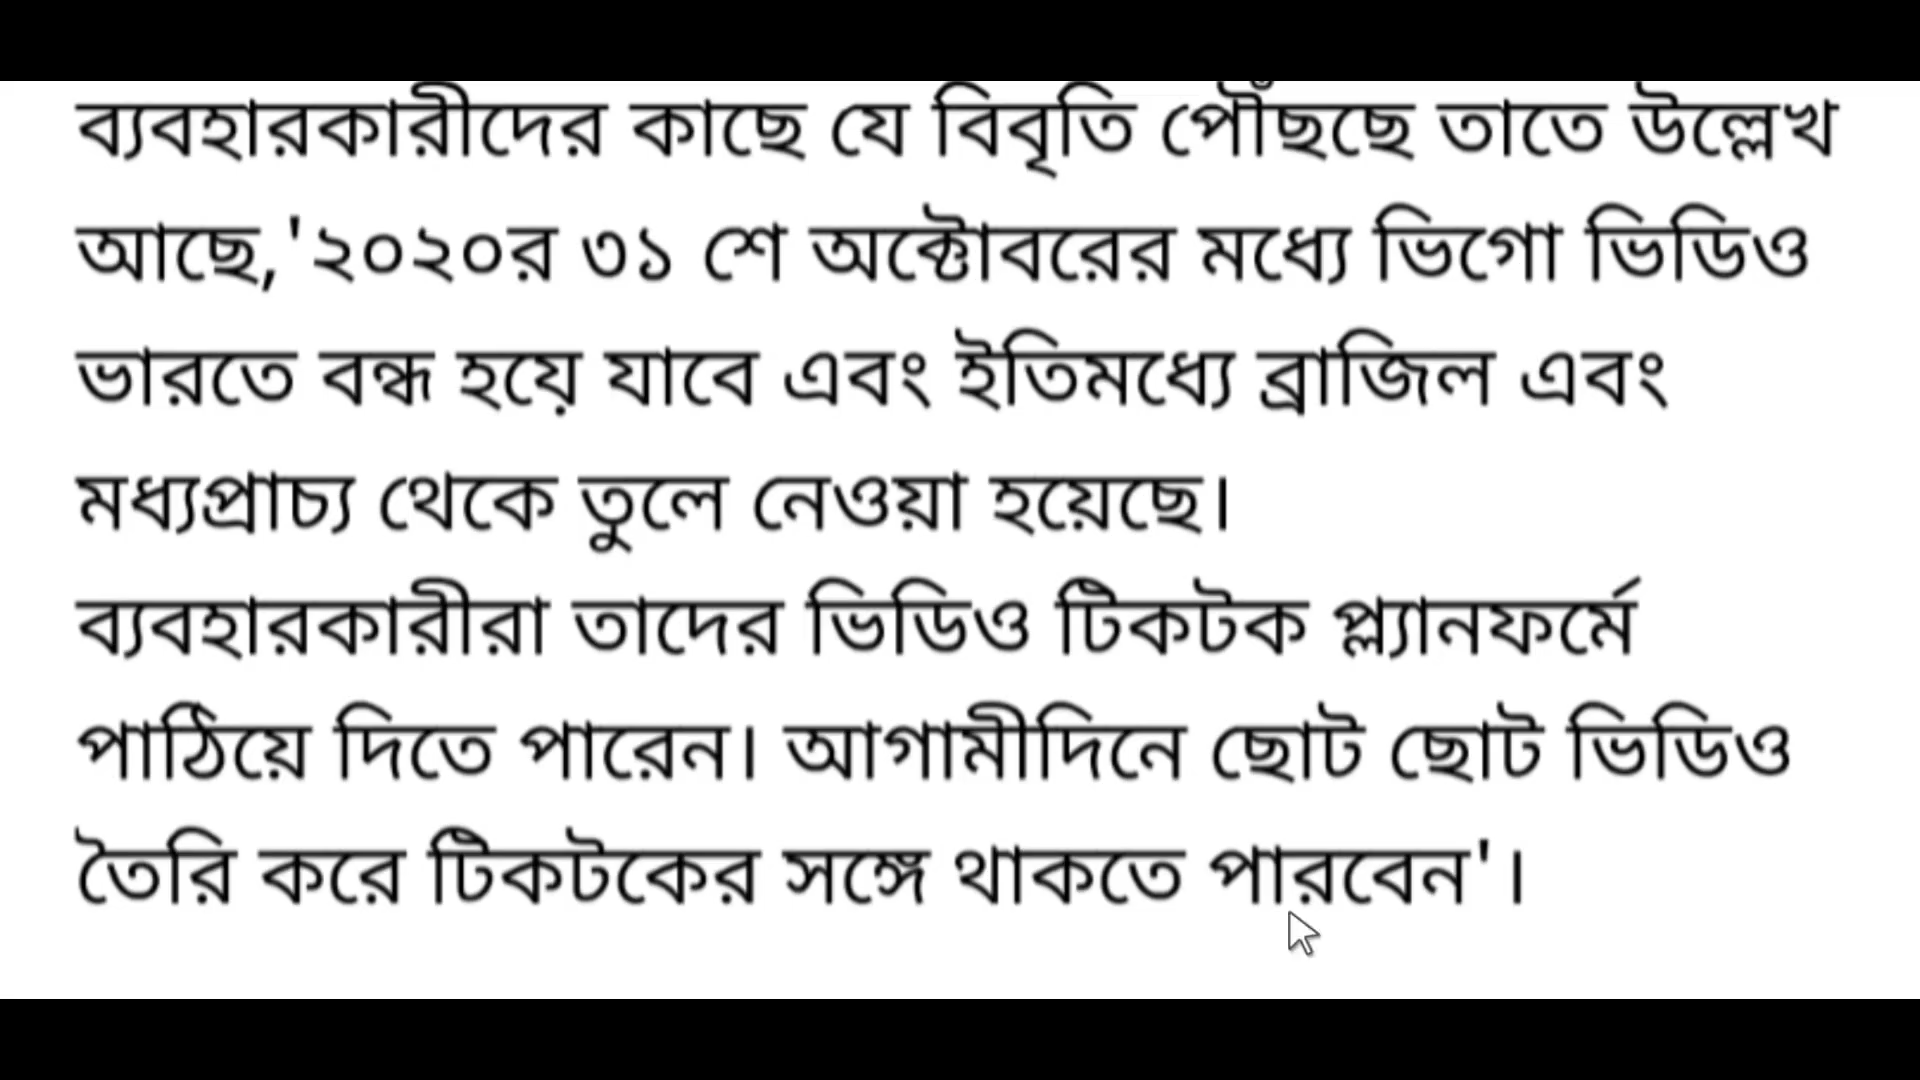 ব্যবহারকারীদের কাছে যে বিবৃতি পৌঁছছে তাতে উল্লেখ
আছে,'২০২০র ৩১ শে অক্টোবরের মধ্যে ভিগো ভিডিও
ভারতে বন্ধ হয়ে যাবে এবং ইতিমধ্যে ব্রাজিল এবং
মধ্যপ্রাচ্য থেকে তুলে নেওয়া হয়েছে।
ব্যবহারকারীরা তাদের ভিডিও টিকটক প্ল্যানফর্মে
পাঠিয়ে দিতে পারেন। আগামীদিনে ছোট ছোট ভিডিও
তৈরি করে টিকটকের সঙ্গে থাকতে পারবেন'।